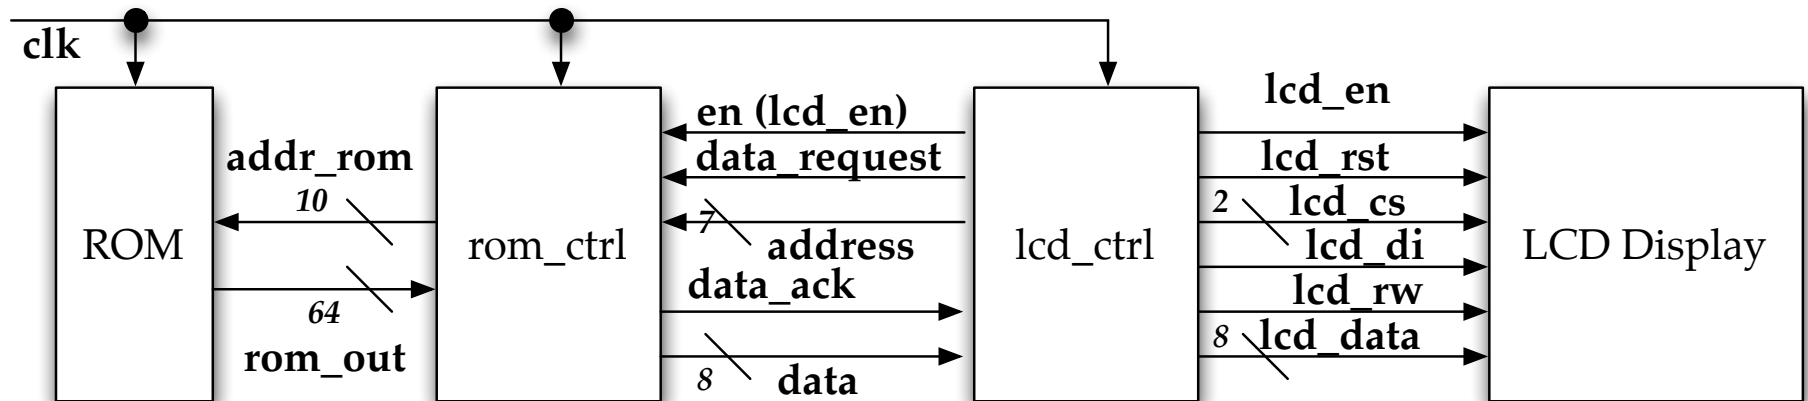 clk
en (lcd_en)
lcd_en
addr_rom
data_request
lcd_rst
10
7
2
lcd_cs
ROM
rom_ctrl
address
lcd_ctrl
lcd_di
LCD Display
data_ack
lcd_rw
64
rom_out
8
data
8
lcd_data